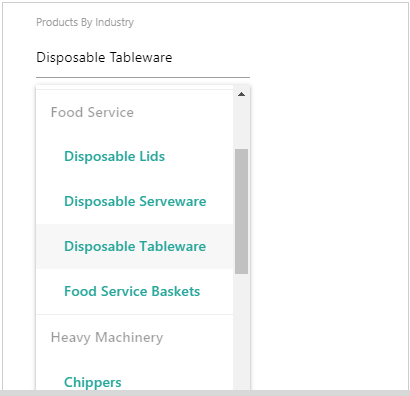 Products By Industry
Disposable Tableware
Food Service
Disposable Lids
Disposable Serveware
Disposable Tableware
Food Service Baskets
Heavy Machinery
Chippers